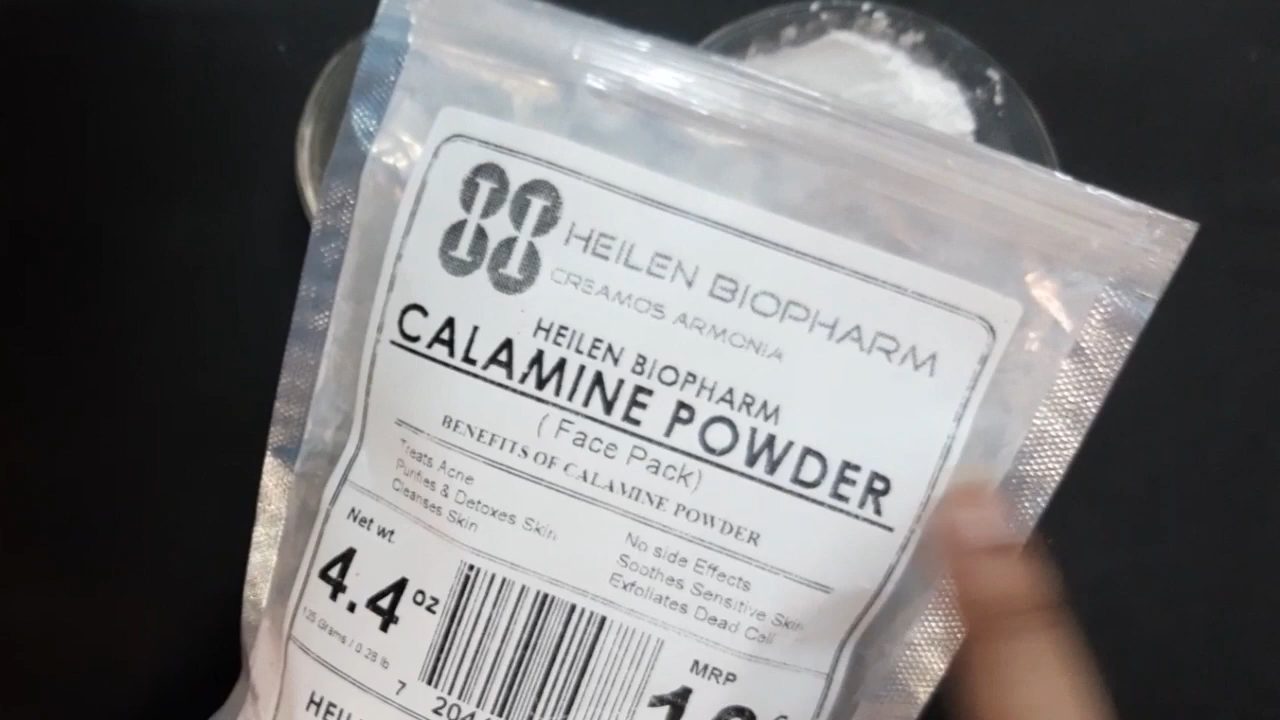 HEILEN BIOPHARM
CREAMOS ARMONIA
HEILEN BIOPHARM
CALAMINE POWDER
( Face Pack)
BENEFITS OF CALAMINE POWDER
Treats Acne
Purifies & Detoxes Skin
Cleanses Skin
No side Effects
Soothes Sensitive Skin
Exfoliates Dead Cell
Net wt.
4.4 oz
125 Grams / 0.28 lb
7
MRP